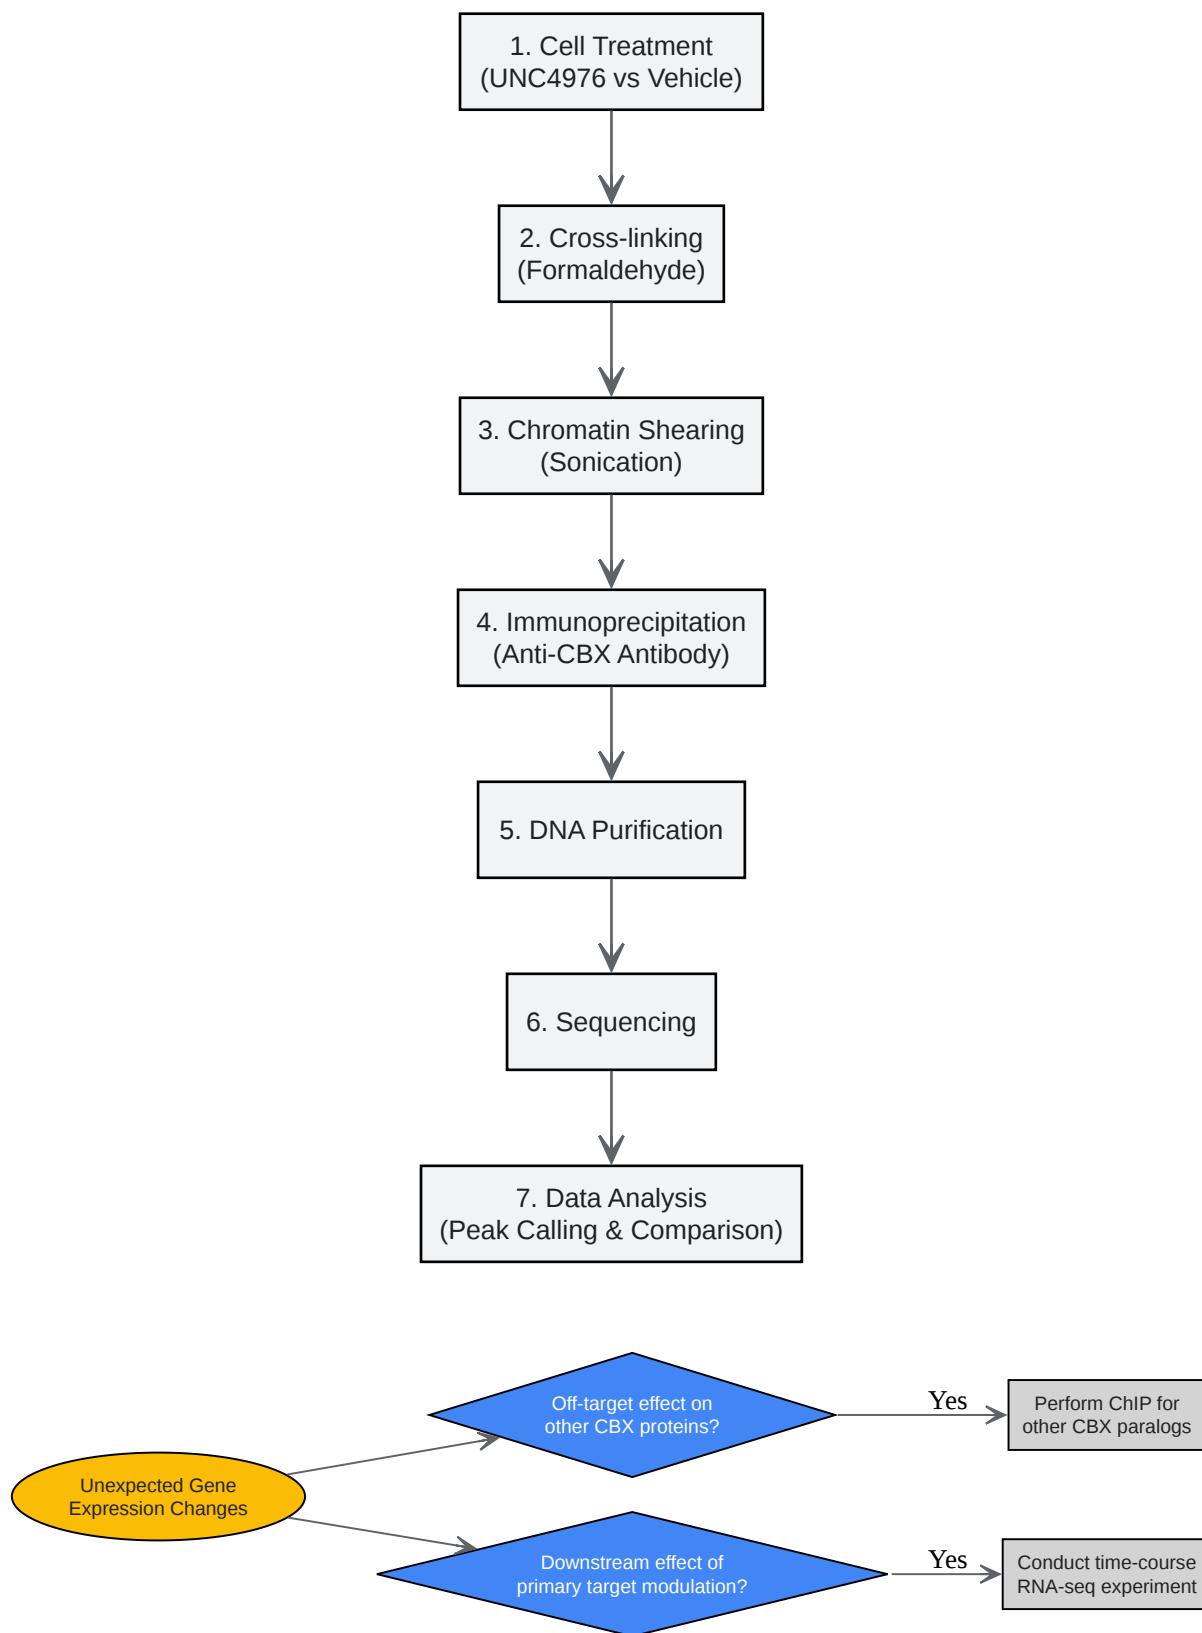 1. Cell Treatment
(UNC4976 vs Vehicle)
2. Cross-linking
(Formaldehyde)
3. Chromatin Shearing
(Sonication)
4. Immunoprecipitation
(Anti-CBX Antibody)
5. DNA Purification
6. Sequencing
7. Data Analysis
(Peak Calling & Comparison)
Unexpected Gene
Expression Changes
Off-target effect on
other CBX proteins?
Yes
Perform ChIP for
other CBX paralogs
Downstream effect of
primary target modulation?
Yes
Conduct time-course
RNA-seq experiment